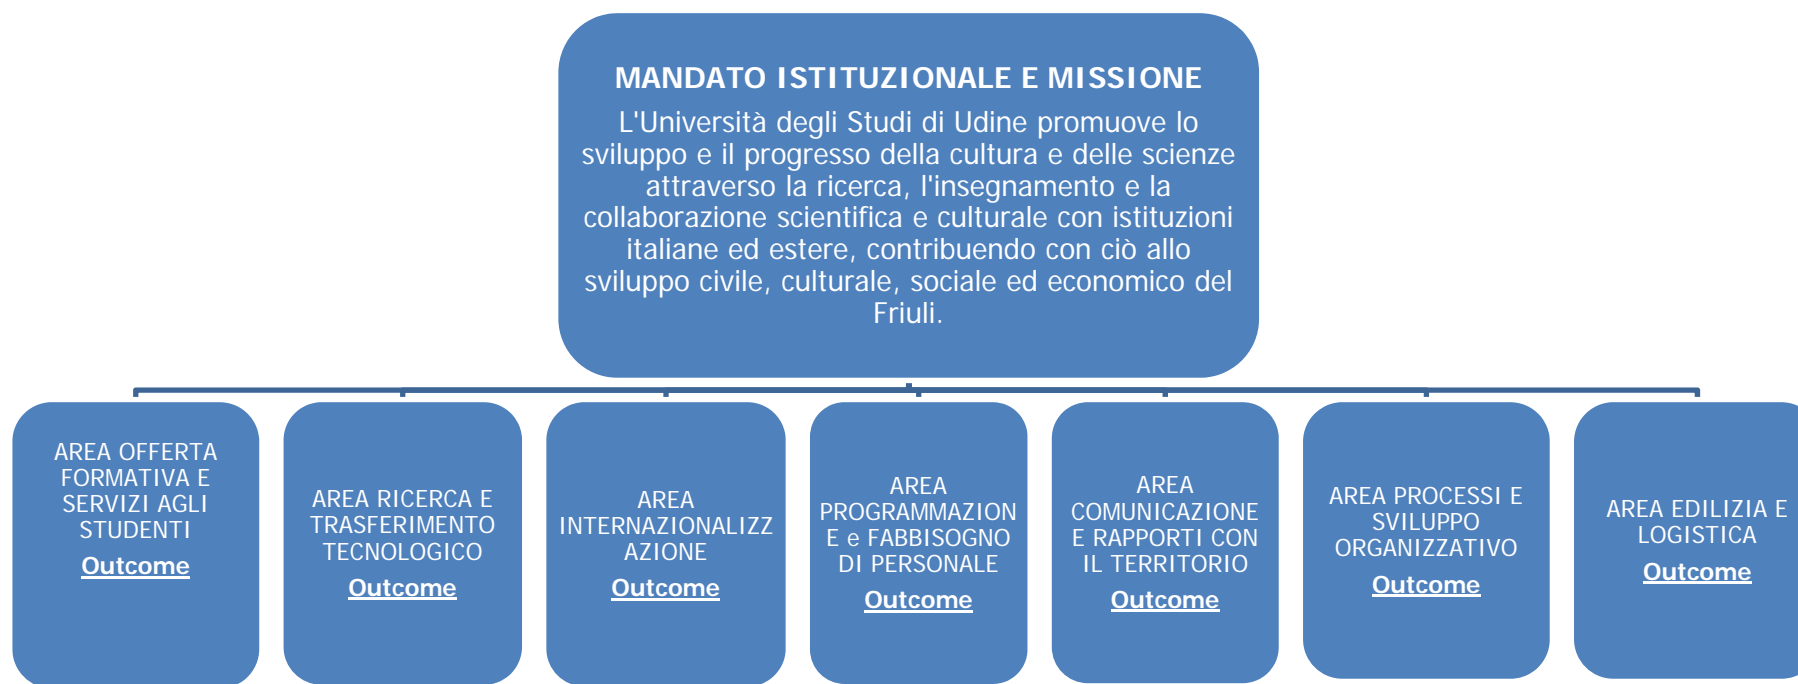 MANDATO ISTITUZIONALE E MISSIONE
L'Università degli Studi di Udine promuove lo
sviluppo e il progresso della cultura e delle scienze
attraverso la ricerca, l'insegnamento e la
collaborazione scientifica e culturale con istituzioni
italiane ed estere, contribuendo con ciò allo
sviluppo civile, culturale, sociale ed economico del
Friuli.
AREA OFFERTA
FORMATIVA E
SERVIZI AGLI
STUDENTI
Outcome
AREA RICERCA E
TRASFERIMENTO
TECNOLOGICO
Outcome
AREA
INTERNAZIONALIZZ
AZIONE
Outcome
AREA
PROGRAMMAZION
E e FABBISOGNO
DI PERSONALE
Outcome
AREA
COMUNICAZIONE
E RAPPORTI CON
IL TERRITORIO
Outcome
AREA PROCESSI E
SVILUPPO
ORGANIZZATIVO
Outcome
AREA EDILIZIA E
LOGISTICA
Outcome